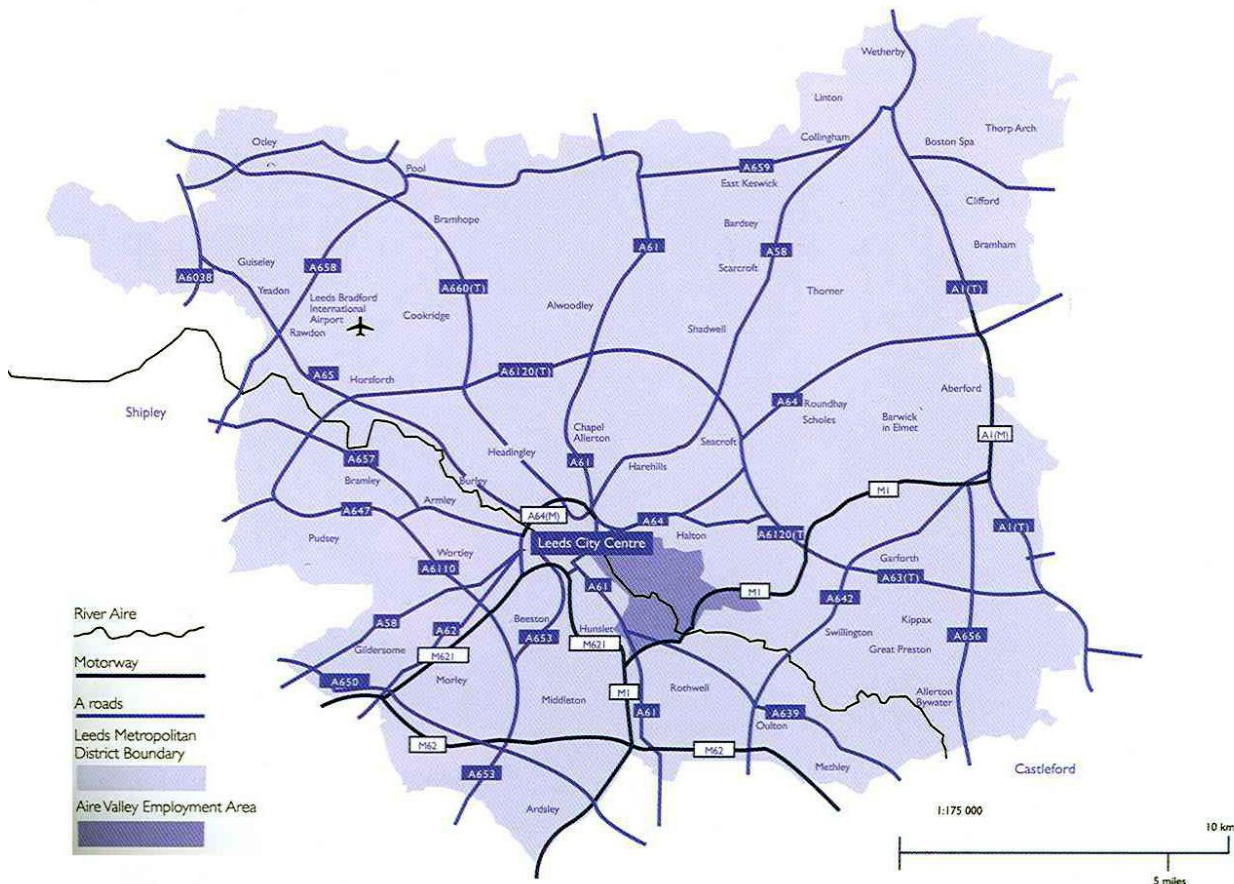 Wetherby
Linton
Collingham
Thorp Arch
Boston Spa
Otley
Pool
A659
East Keswick
Clifford
Bramhope
Bardsey
Bramham
A61
A58
Scarcroft
Guiseley
A658
A6038
Yeadon
A660(T)
A1(T)
Leeds Bradford
International
Airport
Alwoodley
Thorner
Cookridge
Rawdon
Shadwell
A65
Horsforth
A6120(T)
Aberford
Shipley
A64
Roundhay
Scholes
Barwick
in Elmet
Chapel
Allerton
A1(M)
Seacroft
Headingley
A657
A61
Harehills
Bramley
Burley
M1
Armley
A647
A64(M)
A64
A1(T)
Pudsey
Leeds City Centre
Halton
A6120(T)
Wortley
Garforth
A6110
A63(T)
A61
M1
A642
River Aire
A58
Beeston
Kippax
A62
A653
Hunslet
Swillington
A656
Gildersome
M621
M621
Great Preston
Motorway
A650
Morley
Middleton
M1
Rothwell
Allerton
Bywater
A roads
A61
A639
Oulton
Leeds Metropolitan
District Boundary
M62
M62
Methley
Castleford
A653
Aire Valley Employment Area
Ardsley
1:175 000
10 km
5 miles